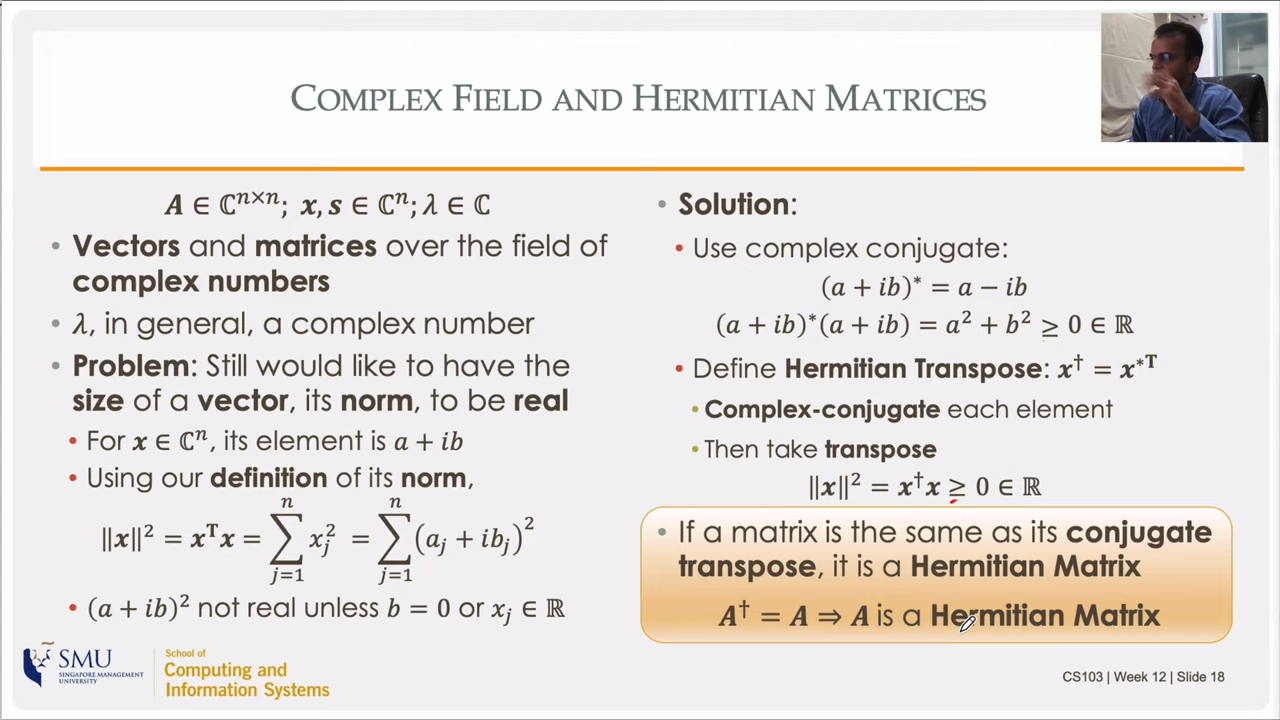 COMPLEX FIELD AND HERMITIAN MATRICES
A ∈ ℂⁿˣⁿ; x, s ∈ ℂⁿ; λ ∈ ℂ
• Vectors and matrices over the field of
complex numbers
• λ, in general, a complex number
• Problem: Still would like to have the
size of a vector, its norm, to be real
• For x ∈ ℂⁿ, its element is a + ib
• Using our definition of its norm,
‖x‖² = xᵀx = ∑_{j=1}^{n} x_j² = ∑_{j=1}^{n} (a_j + ib_j)²
• (a + ib)² not real unless b = 0 or x_j ∈ ℝ
• Solution:
• Use complex conjugate:
(a + ib)* = a − ib
(a + ib)*(a + ib) = a² + b² ≥ 0 ∈ ℝ
• Define Hermitian Transpose: x† = x*ᵀ
• Complex-conjugate each element
• Then take transpose
‖x‖² = x†x ≥ 0 ∈ ℝ
• If a matrix is the same as its conjugate
transpose, it is a Hermitian Matrix
A† = A ⇒ A is a Hermitian Matrix
SMU
SINGAPORE MANAGEMENT
UNIVERSITY
School of
Computing and
Information Systems
CS103 | Week 12 | Slide 18